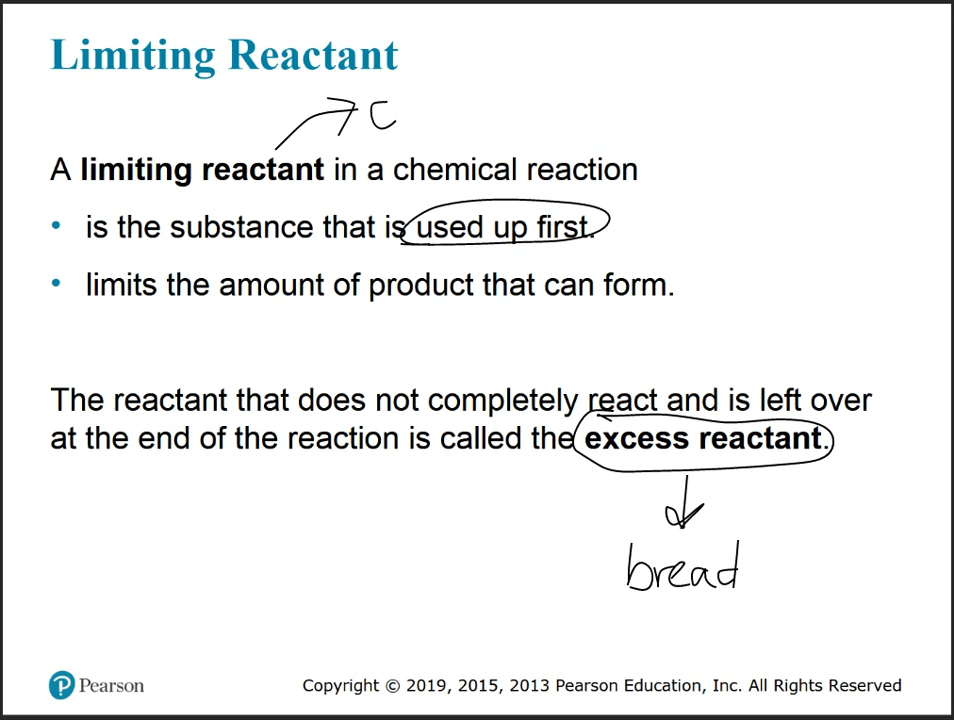 Limiting Reactant
C
A limiting reactant in a chemical reaction
• is the substance that is used up first.
• limits the amount of product that can form.
The reactant that does not completely react and is left over
at the end of the reaction is called the excess reactant.
bread
Pearson
Copyright © 2019, 2015, 2013 Pearson Education, Inc. All Rights Reserved